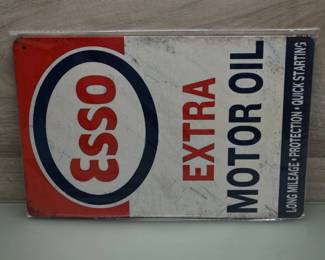 ESSO
EXTRA
MOTOR OIL
LONG MILEAGE • PROTECTION • QUICK STARTING